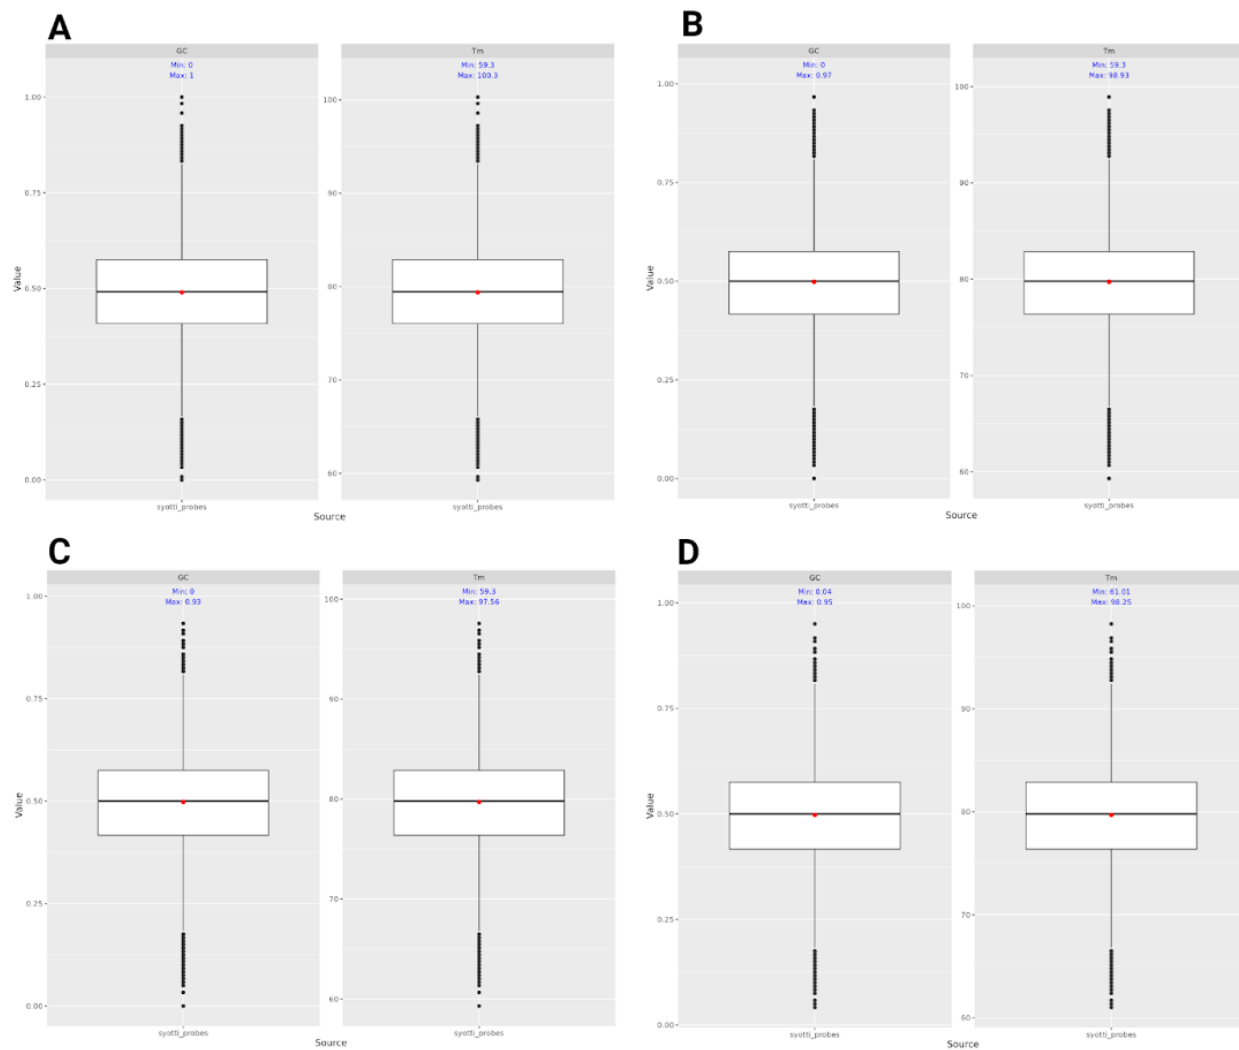 A
GC
Tm
Min: 0
Max: 1
Min: 59.3
Max: 100.3
1.00
0.75
0.50
0.25
0.00
100
90
80
70
60
Value
syotti_probes
syotti_probes
Source
B
GC
Tm
Min: 0
Max: 0.97
Min: 59.3
Max: 98.93
1.00
0.75
0.50
0.25
0.00
100
90
80
70
60
Value
syotti_probes
syotti_probes
Source
C
GC
Tm
Min: 0
Max: 0.93
Min: 59.3
Max: 97.56
1.00
0.75
0.50
0.25
0.00
100
90
80
70
60
Value
syotti_probes
syotti_probes
Source
D
GC
Tm
Min: 0.04
Max: 0.95
Min: 61.01
Max: 98.25
1.00
0.75
0.50
0.25
0.00
100
90
80
70
60
Value
syotti_probes
syotti_probes
Source